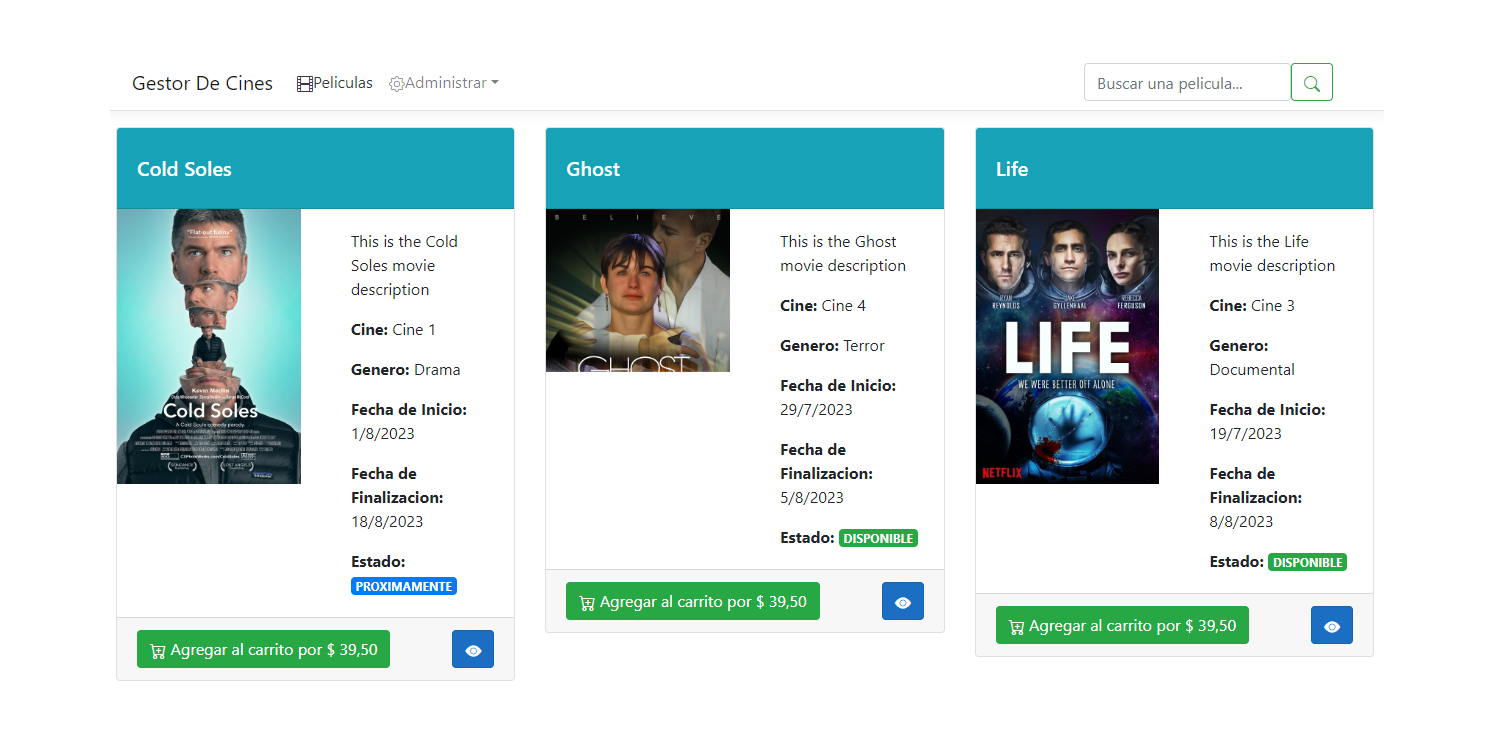 Gestor De Cines
Peliculas
Administrar
Buscar una pelicula...
Cold Soles
"Flat-out funny"
Kevin Machi
Cold Soles
A Cold Souls comedy parody.
This is the Cold
Soles movie
description
Cine: Cine 1
Genero: Drama
Fecha de Inicio:
1/8/2023
Fecha de
Finalizacion:
18/8/2023
Estado:
PROXIMAMENTE
Agregar al carrito por $ 39,50
Ghost
BELIEVE
GHOST
This is the Ghost
movie description
Cine: Cine 4
Genero: Terror
Fecha de Inicio:
29/7/2023
Fecha de
Finalizacion:
5/8/2023
Estado: DISPONIBLE
Agregar al carrito por $ 39,50
Life
RYAN REYNOLDS
JAKE GYLLENHAAL
REBECCA FERGUSON
LIFE
WE WERE BETTER OFF ALONE
NETFLIX
This is the Life
movie description
Cine: Cine 3
Genero:
Documental
Fecha de Inicio:
19/7/2023
Fecha de
Finalizacion:
8/8/2023
Estado: DISPONIBLE
Agregar al carrito por $ 39,50